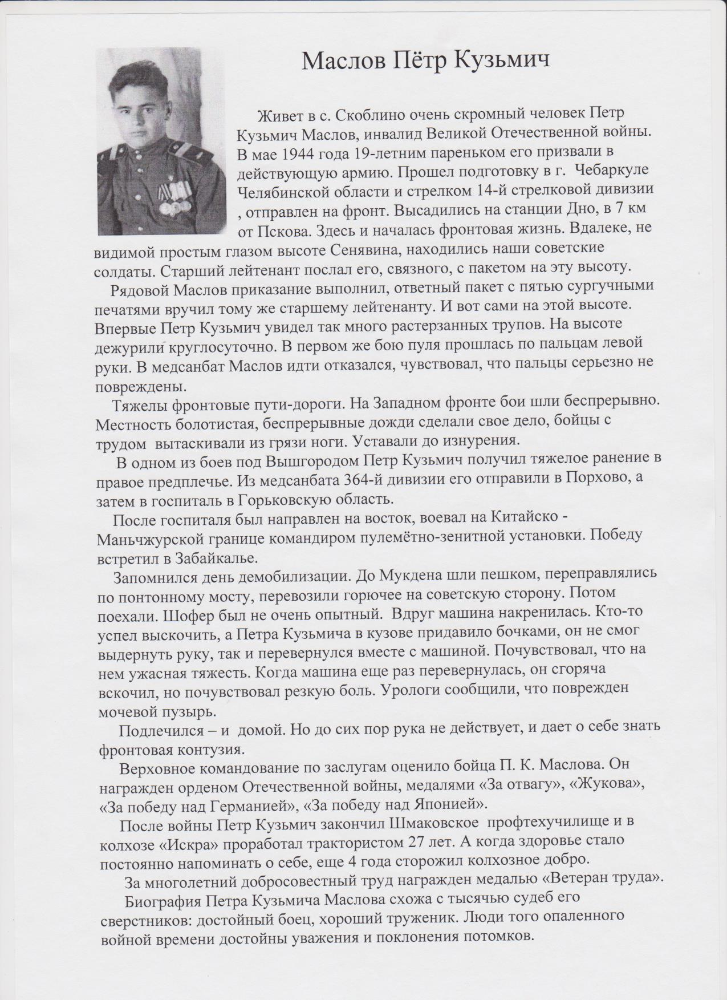 Маслов Пётр Кузьмич
Живет в с. Скоблино очень скромный человек Петр
Кузьмич Маслов, инвалид Великой Отечественной войны.
В мае 1944 года 19-летним пареньком его призвали в
действующую армию. Прошел подготовку в г.  Чебаркуле
Челябинской области и стрелком 14-й стрелковой дивизии
, отправлен на фронт. Высадились на станции Дно, в 7 км
от Пскова. Здесь и началась фронтовая жизнь. Вдалеке, не
видимой простым глазом высоте Сенявина, находились наши советские
солдаты. Старший лейтенант послал его, связного, с пакетом на эту высоту.
Рядовой Маслов приказание выполнил, ответный пакет с пятью сургучными
печатями вручил тому же старшему лейтенанту. И вот сами на этой высоте.
Впервые Петр Кузьмич увидел так много растерзанных трупов. На высоте
дежурили круглосуточно. В первом же бою пуля прошлась по пальцам левой
руки. В медсанбат Маслов идти отказался, чувствовал, что пальцы серьезно не
повреждены.
Тяжелы фронтовые пути-дороги. На Западном фронте бои шли беспрерывно.
Местность болотистая, беспрерывные дожди сделали свое дело, бойцы с
трудом  вытаскивали из грязи ноги. Уставали до изнурения.
В одном из боев под Вышгородом Петр Кузьмич получил тяжелое ранение в
правое предплечье. Из медсанбата 364-й дивизии его отправили в Порхово, а
затем в госпиталь в Горьковскую область.
После госпиталя был направлен на восток, воевал на Китайско -
Маньчжурской границе командиром пулемётно-зенитной установки. Победу
встретил в Забайкалье.
Запомнился день демобилизации. До Мукдена шли пешком, переправлялись
по понтонному мосту, перевозили горючее на советскую сторону. Потом
поехали. Шофер был не очень опытный.  Вдруг машина накренилась. Кто-то
успел выскочить, а Петра Кузьмича в кузове придавило бочками, он не смог
выдернуть руку, так и перевернулся вместе с машиной. Почувствовал, что на
нем ужасная тяжесть. Когда машина еще раз перевернулась, он сгоряча
вскочил, но почувствовал резкую боль. Урологи сообщили, что поврежден
мочевой пузырь.
Подлечился – и  домой. Но до сих пор рука не действует, и дает о себе знать
фронтовая контузия.
Верховное командование по заслугам оценило бойца П. К. Маслова. Он
награжден орденом Отечественной войны, медалями «За отвагу», «Жукова»,
«За победу над Германией», «За победу над Японией».
После войны Петр Кузьмич закончил Шмаковское  профтехучилище и в
колхозе «Искра» проработал трактористом 27 лет. А когда здоровье стало
постоянно напоминать о себе, еще 4 года сторожил колхозное добро.
За многолетний добросовестный труд награжден медалью «Ветеран труда».
Биография Петра Кузьмича Маслова схожа с тысячью судеб его
сверстников: достойный боец, хороший труженик. Люди того опаленного
войной времени достойны уважения и поклонения потомков.